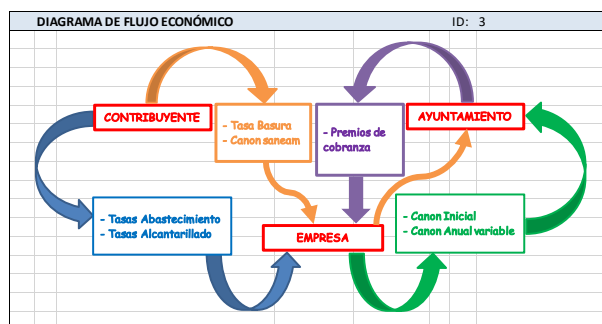 DIAGRAMA DE FLUJO ECONÓMICO
ID: 3
CONTRIBUYENTE
- Tasa Basura
- Canon saneam
- Premios de
cobranza
AYUNTAMIENTO
- Tasas Abastecimiento
- Tasas Alcantarillado
EMPRESA
- Canon Inicial
- Canon Anual variable